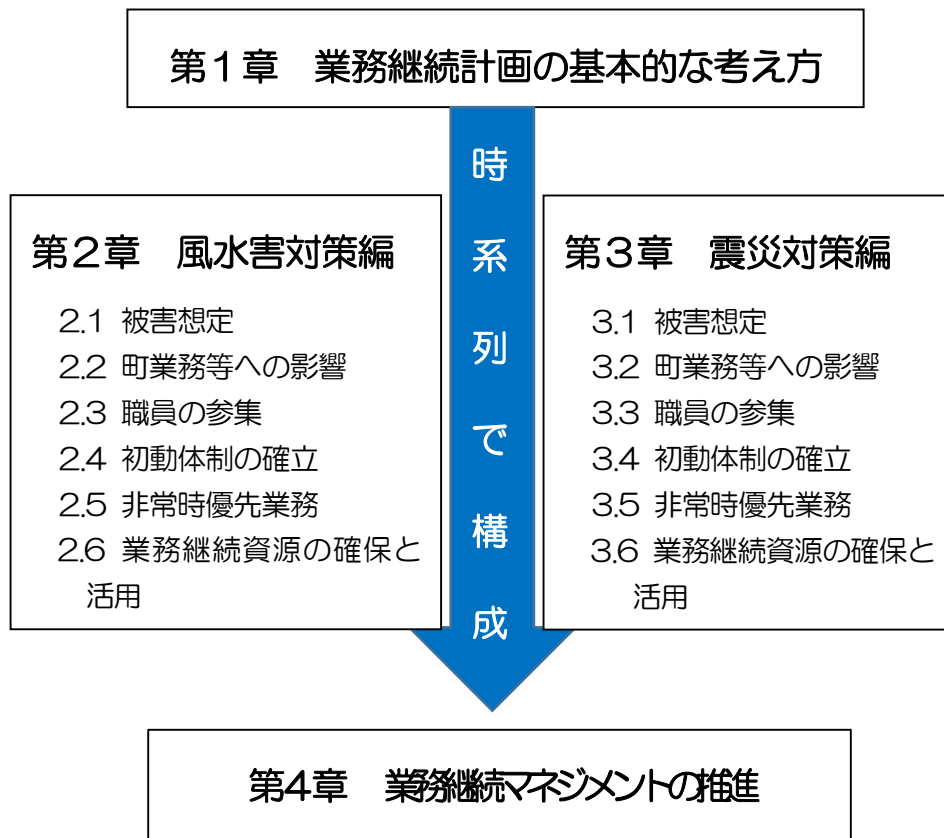 第1章　業務継続計画の基本的な考え方
時系列で構成
第2章　風水害対策編
2.1 被害想定
2.2 町業務等への影響
2.3 職員の参集
2.4 初動体制の確立
2.5 非常時優先業務
2.6 業務継続資源の確保と
活用
第3章　震災対策編
3.1 被害想定
3.2 町業務等への影響
3.3 職員の参集
3.4 初動体制の確立
3.5 非常時優先業務
3.6 業務継続資源の確保と
活用
第4章　業務継続マネジメントの推進